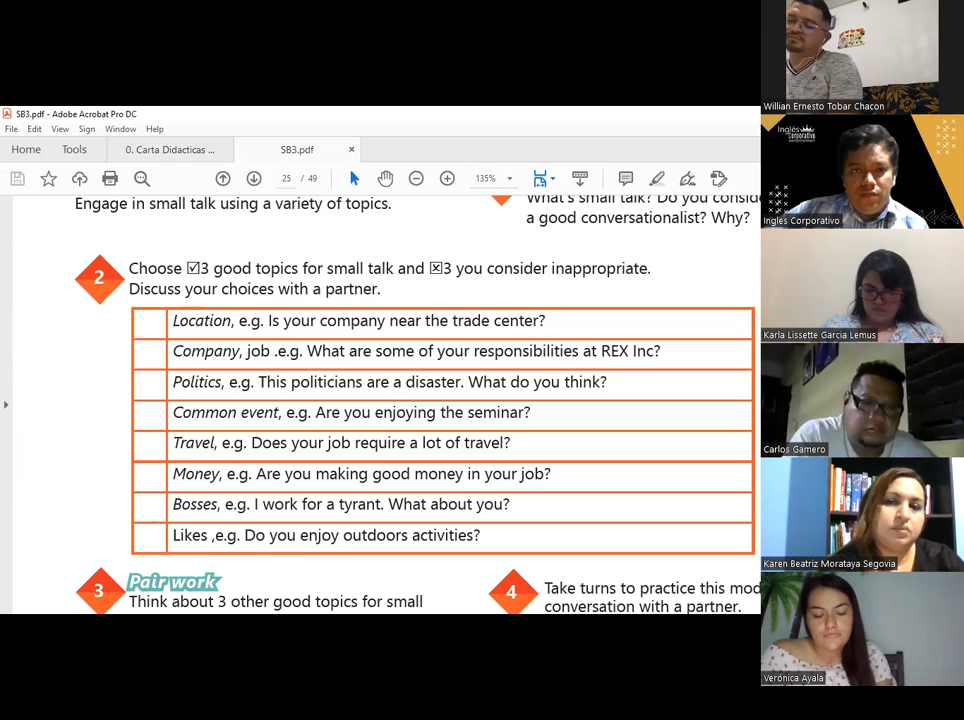 SB3.pdf - Adobe Acrobat Pro DC
File Edit View Sign Window Help
Home Tools 0. Carta Didacticas ... SB3.pdf ×
25 / 49 135%
Engage in small talk using a variety of topics.
What's small talk? Do you conside
a good conversationalist? Why?
2 Choose ☑3 good topics for small talk and ☒3 you consider inappropriate.
Discuss your choices with a partner.
Location, e.g. Is your company near the trade center?
Company, job .e.g. What are some of your responsibilities at REX Inc?
Politics, e.g. This politicians are a disaster. What do you think?
Common event, e.g. Are you enjoying the seminar?
Travel, e.g. Does your job require a lot of travel?
Money, e.g. Are you making good money in your job?
Bosses, e.g. I work for a tyrant. What about you?
Likes ,e.g. Do you enjoy outdoors activities?
3 Pair work
Think about 3 other good topics for small
4 Take turns to practice this mod
conversation with a partner.
Willian Ernesto Tobar Chacon
Inglés
Corporativo
Inglés Corporativo
Karla Lissette Garcia Lemus
Carlos Gamero
Karen Beatriz Morataya Segovia
Verónica Ayala